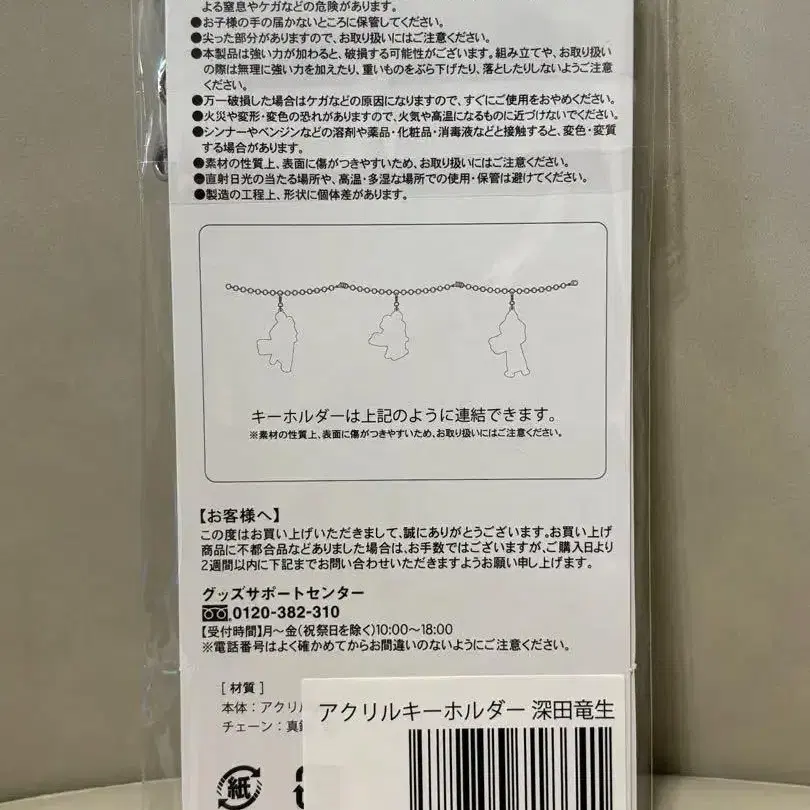 よる窒息やケガなどの危険があります。
●お子様の手の届かないところに保管してください。
●尖った部分がありますので、お取り扱いにはご注意ください。
●本製品は強い力が加わると、破損する可能性がございます。組み立てや、お取り扱い
の際は無理に強い力を加えたり、重いものをぶら下げたり、落としたりしないようご注意
ください。
●万一破損した場合はケガなどの原因になりますので、すぐにご使用をおやめください。
●火災や変形・変色の恐れがありますので、火気や高温になるものに近づけないでください。
●シンナーやベンジンなどの溶剤や薬品・化粧品・消毒液などと接触すると、変色・変質
する場合があります。
●素材の性質上、表面に傷がつきやすいため、お取り扱いにはご注意ください。
●直射日光の当たる場所や、高温・多湿な場所での使用・保管は避けてください。
●製造の工程上、形状に個体差があります。
キーホルダーは上記のように連結できます。
※素材の性質上、表面に傷がつきやすいため、お取り扱いにはご注意ください。
【お客様へ】
この度はお買い上げいただきまして、誠にありがとうございます。お買い上げ
商品に不都合品などありました場合は、お手数ではございますが、ご購入日より
2週間以内に下記までお問い合わせいただきますようお願い申し上げます。
グッズサポートセンター
0120-382-310
【受付時間】月〜金(祝祭日を除く)10:00〜18:00
※電話番号はよく確かめてからお間違いのないようにご注意ください。
[ 材質 ]
本体：アクリ
チェーン：真
アクリルキーホルダー 深田竜生
紙